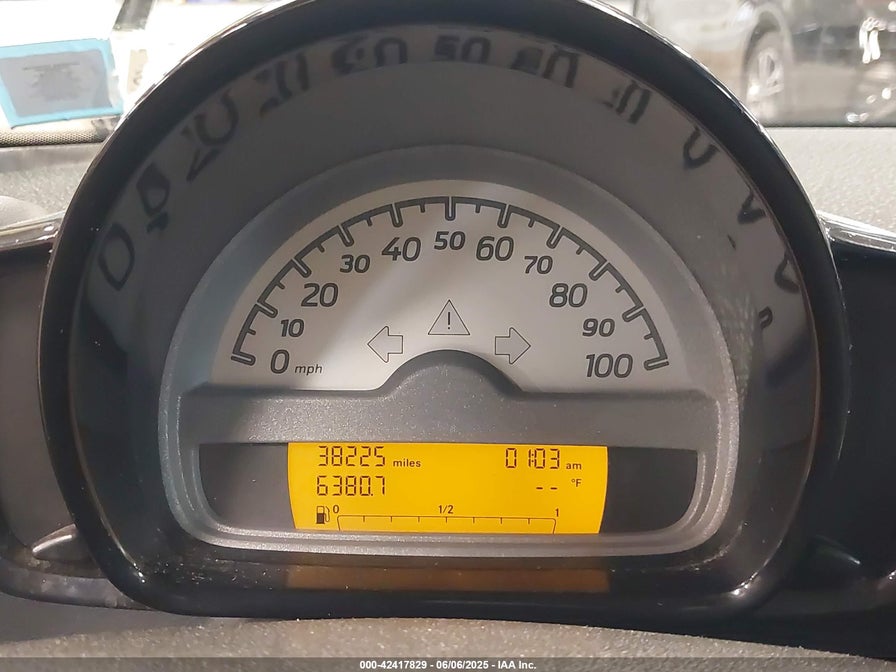 0 10 20 30 40 50 60 70 80 90 100
mph
38225 miles 01:03 am
6380.7 -- °F
0 1/2 1
000-42417829 - 06/06/2025 - IAA Inc.